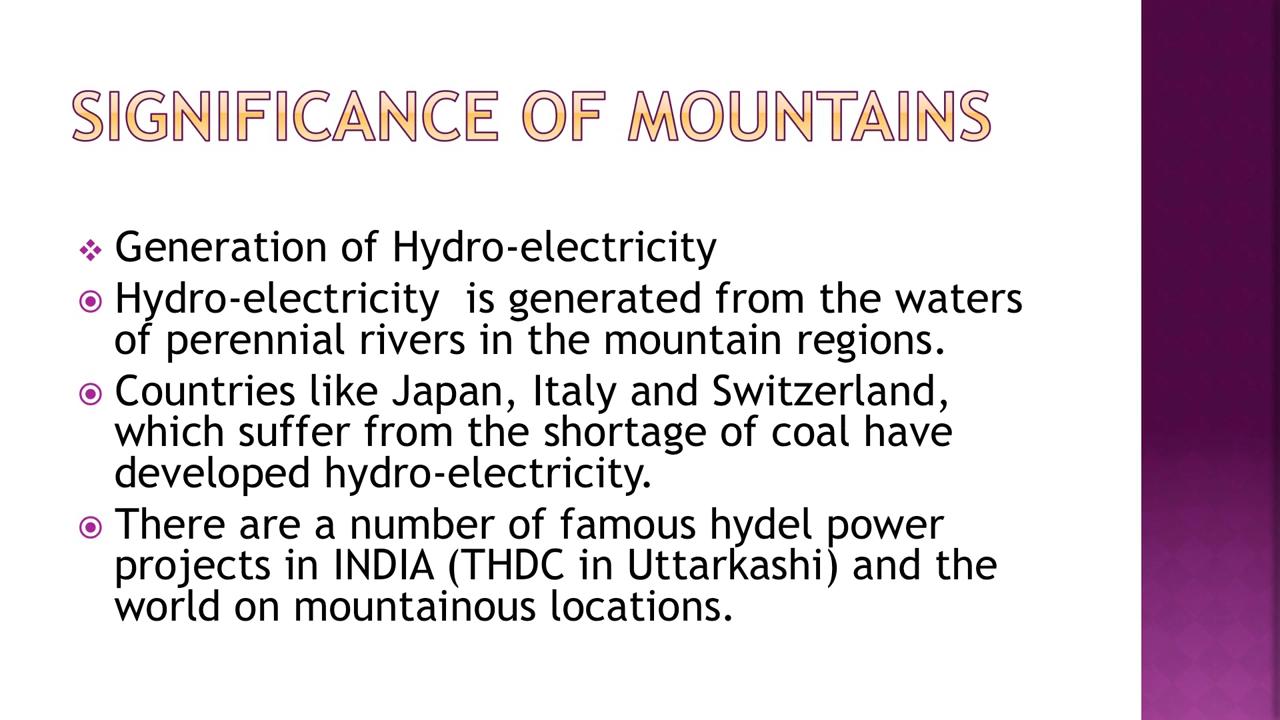 SIGNIFICANCE OF MOUNTAINS
❖ Generation of Hydro-electricity
⦿ Hydro-electricity  is generated from the waters
of perennial rivers in the mountain regions.
⦿ Countries like Japan, Italy and Switzerland,
which suffer from the shortage of coal have
developed hydro-electricity.
⦿ There are a number of famous hydel power
projects in INDIA (THDC in Uttarkashi) and the
world on mountainous locations.